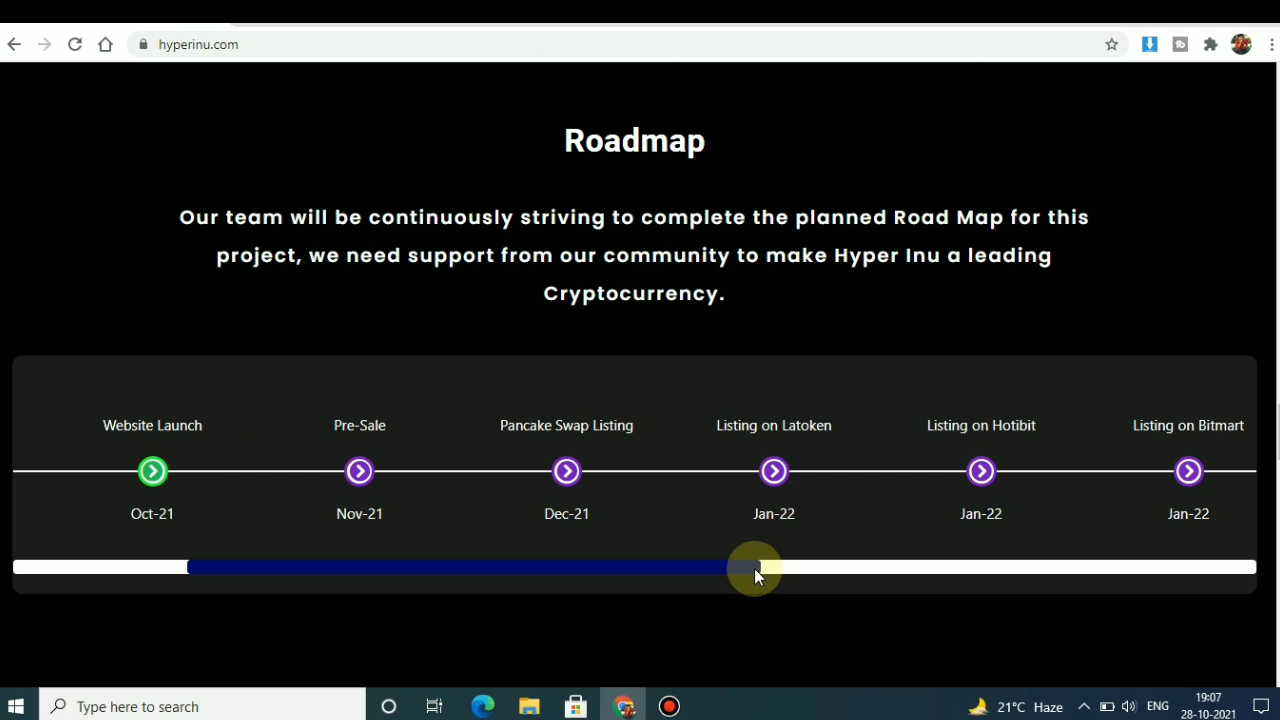 hyperinu.com
Roadmap
Our team will be continuously striving to complete the planned Road Map for this
project, we need support from our community to make Hyper Inu a leading
Cryptocurrency.
Website Launch Pre-Sale Pancake Swap Listing Listing on Latoken Listing on Hotibit Listing on Bitmart
Oct-21 Nov-21 Dec-21 Jan-22 Jan-22 Jan-22
Type here to search
21°C Haze
ENG
19:07
28-10-2021